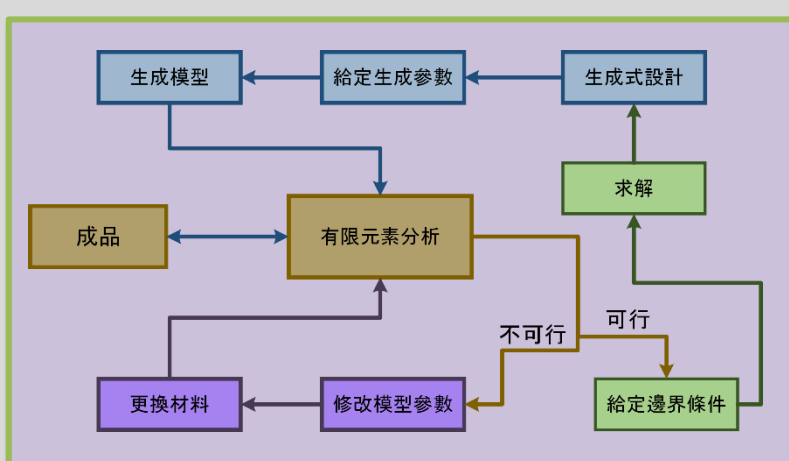 生成模型
給定生成參數
生成式設計
求解
成品
有限元素分析
不可行
可行
更換材料
修改模型參數
給定邊界條件